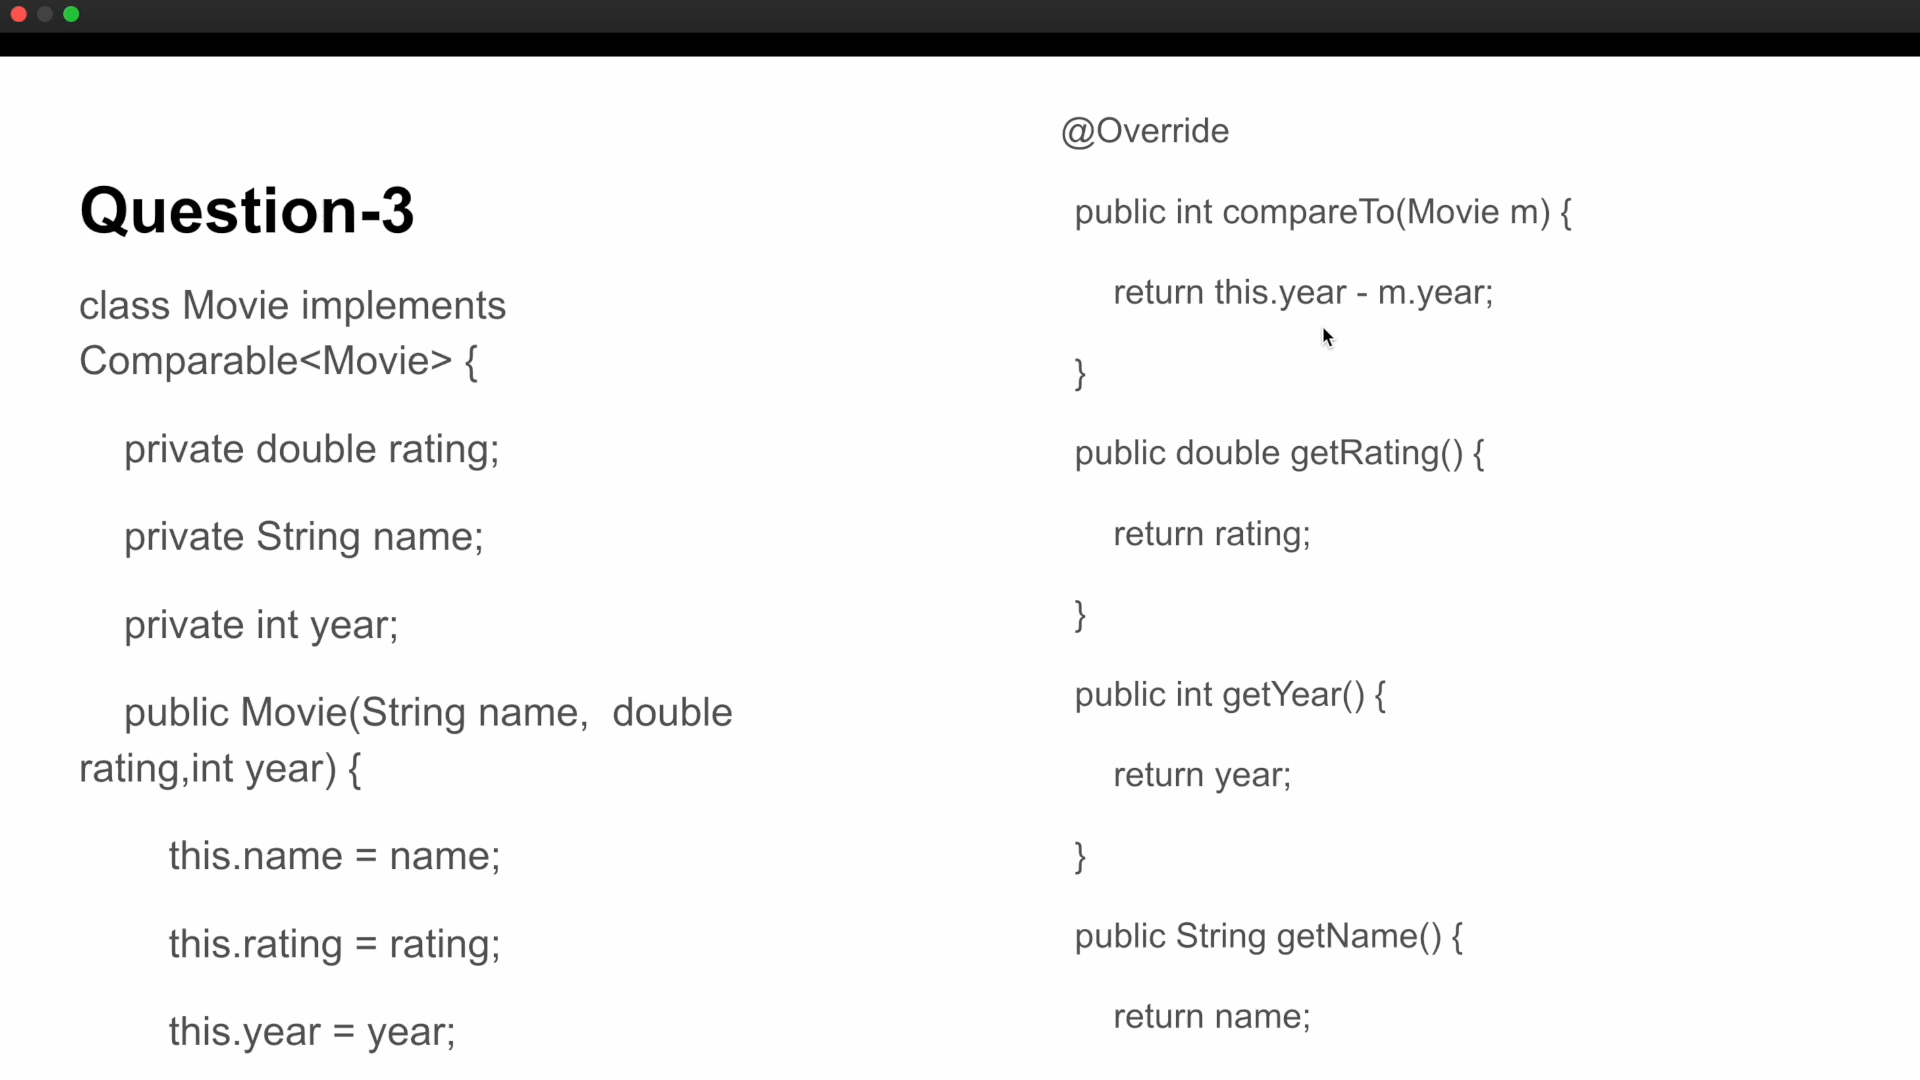 Question-3
class Movie implements
Comparable<Movie> {
private double rating;
private String name;
private int year;
public Movie(String name,  double
rating,int year) {
this.name = name;
this.rating = rating;
this.year = year;
@Override
public int compareTo(Movie m) {
return this.year - m.year;
}
public double getRating() {
return rating;
}
public int getYear() {
return year;
}
public String getName() {
return name;